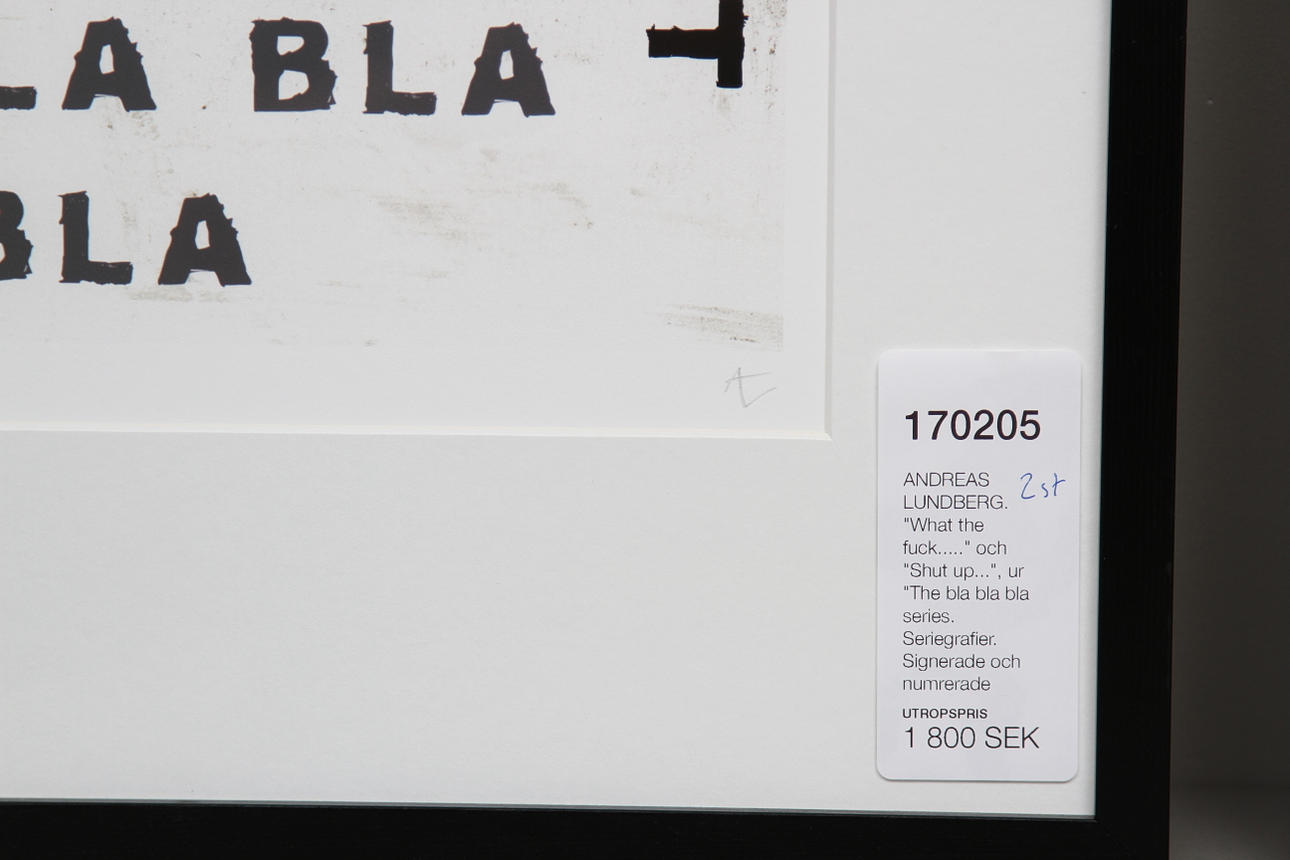 LA BLA
BLA
T
AL
170205
ANDREAS
LUNDBERG.
2st
"What the
fuck....." och
"Shut up...", ur
"The bla bla bla
series.
Seriegrafier.
Signerade och
numrerade
UTROPSPRIS
1 800 SEK